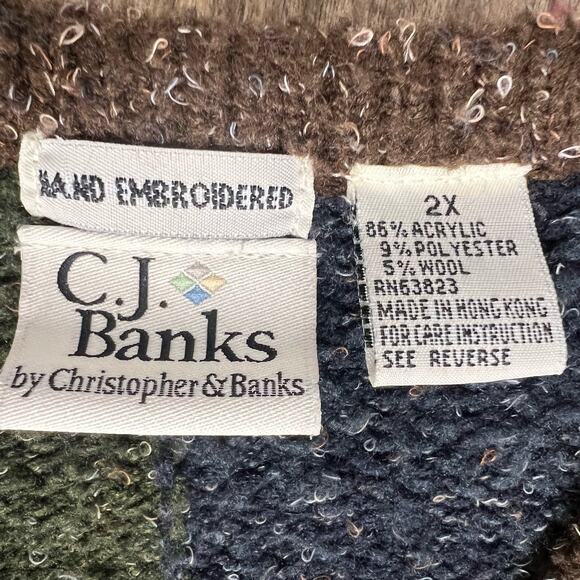 HAND EMBROIDERED
C.J.
Banks
by Christopher & Banks
2X
86% ACRYLIC
9% POLYESTER
5% WOOL
RN63823
MADE IN HONG KONG
FOR CARE INSTRUCTION
SEE REVERSE